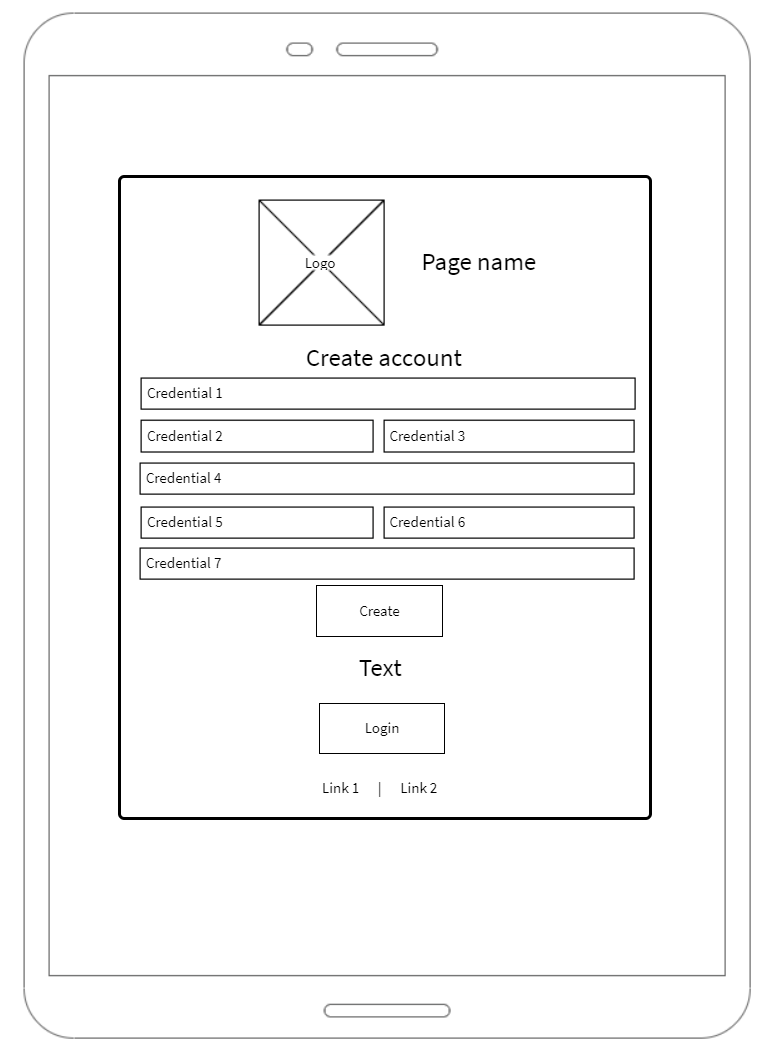 Logo
Page name
Create account
Credential 1
Credential 2 Credential 3
Credential 4
Credential 5 Credential 6
Credential 7
Create
Text
Login
Link 1 | Link 2